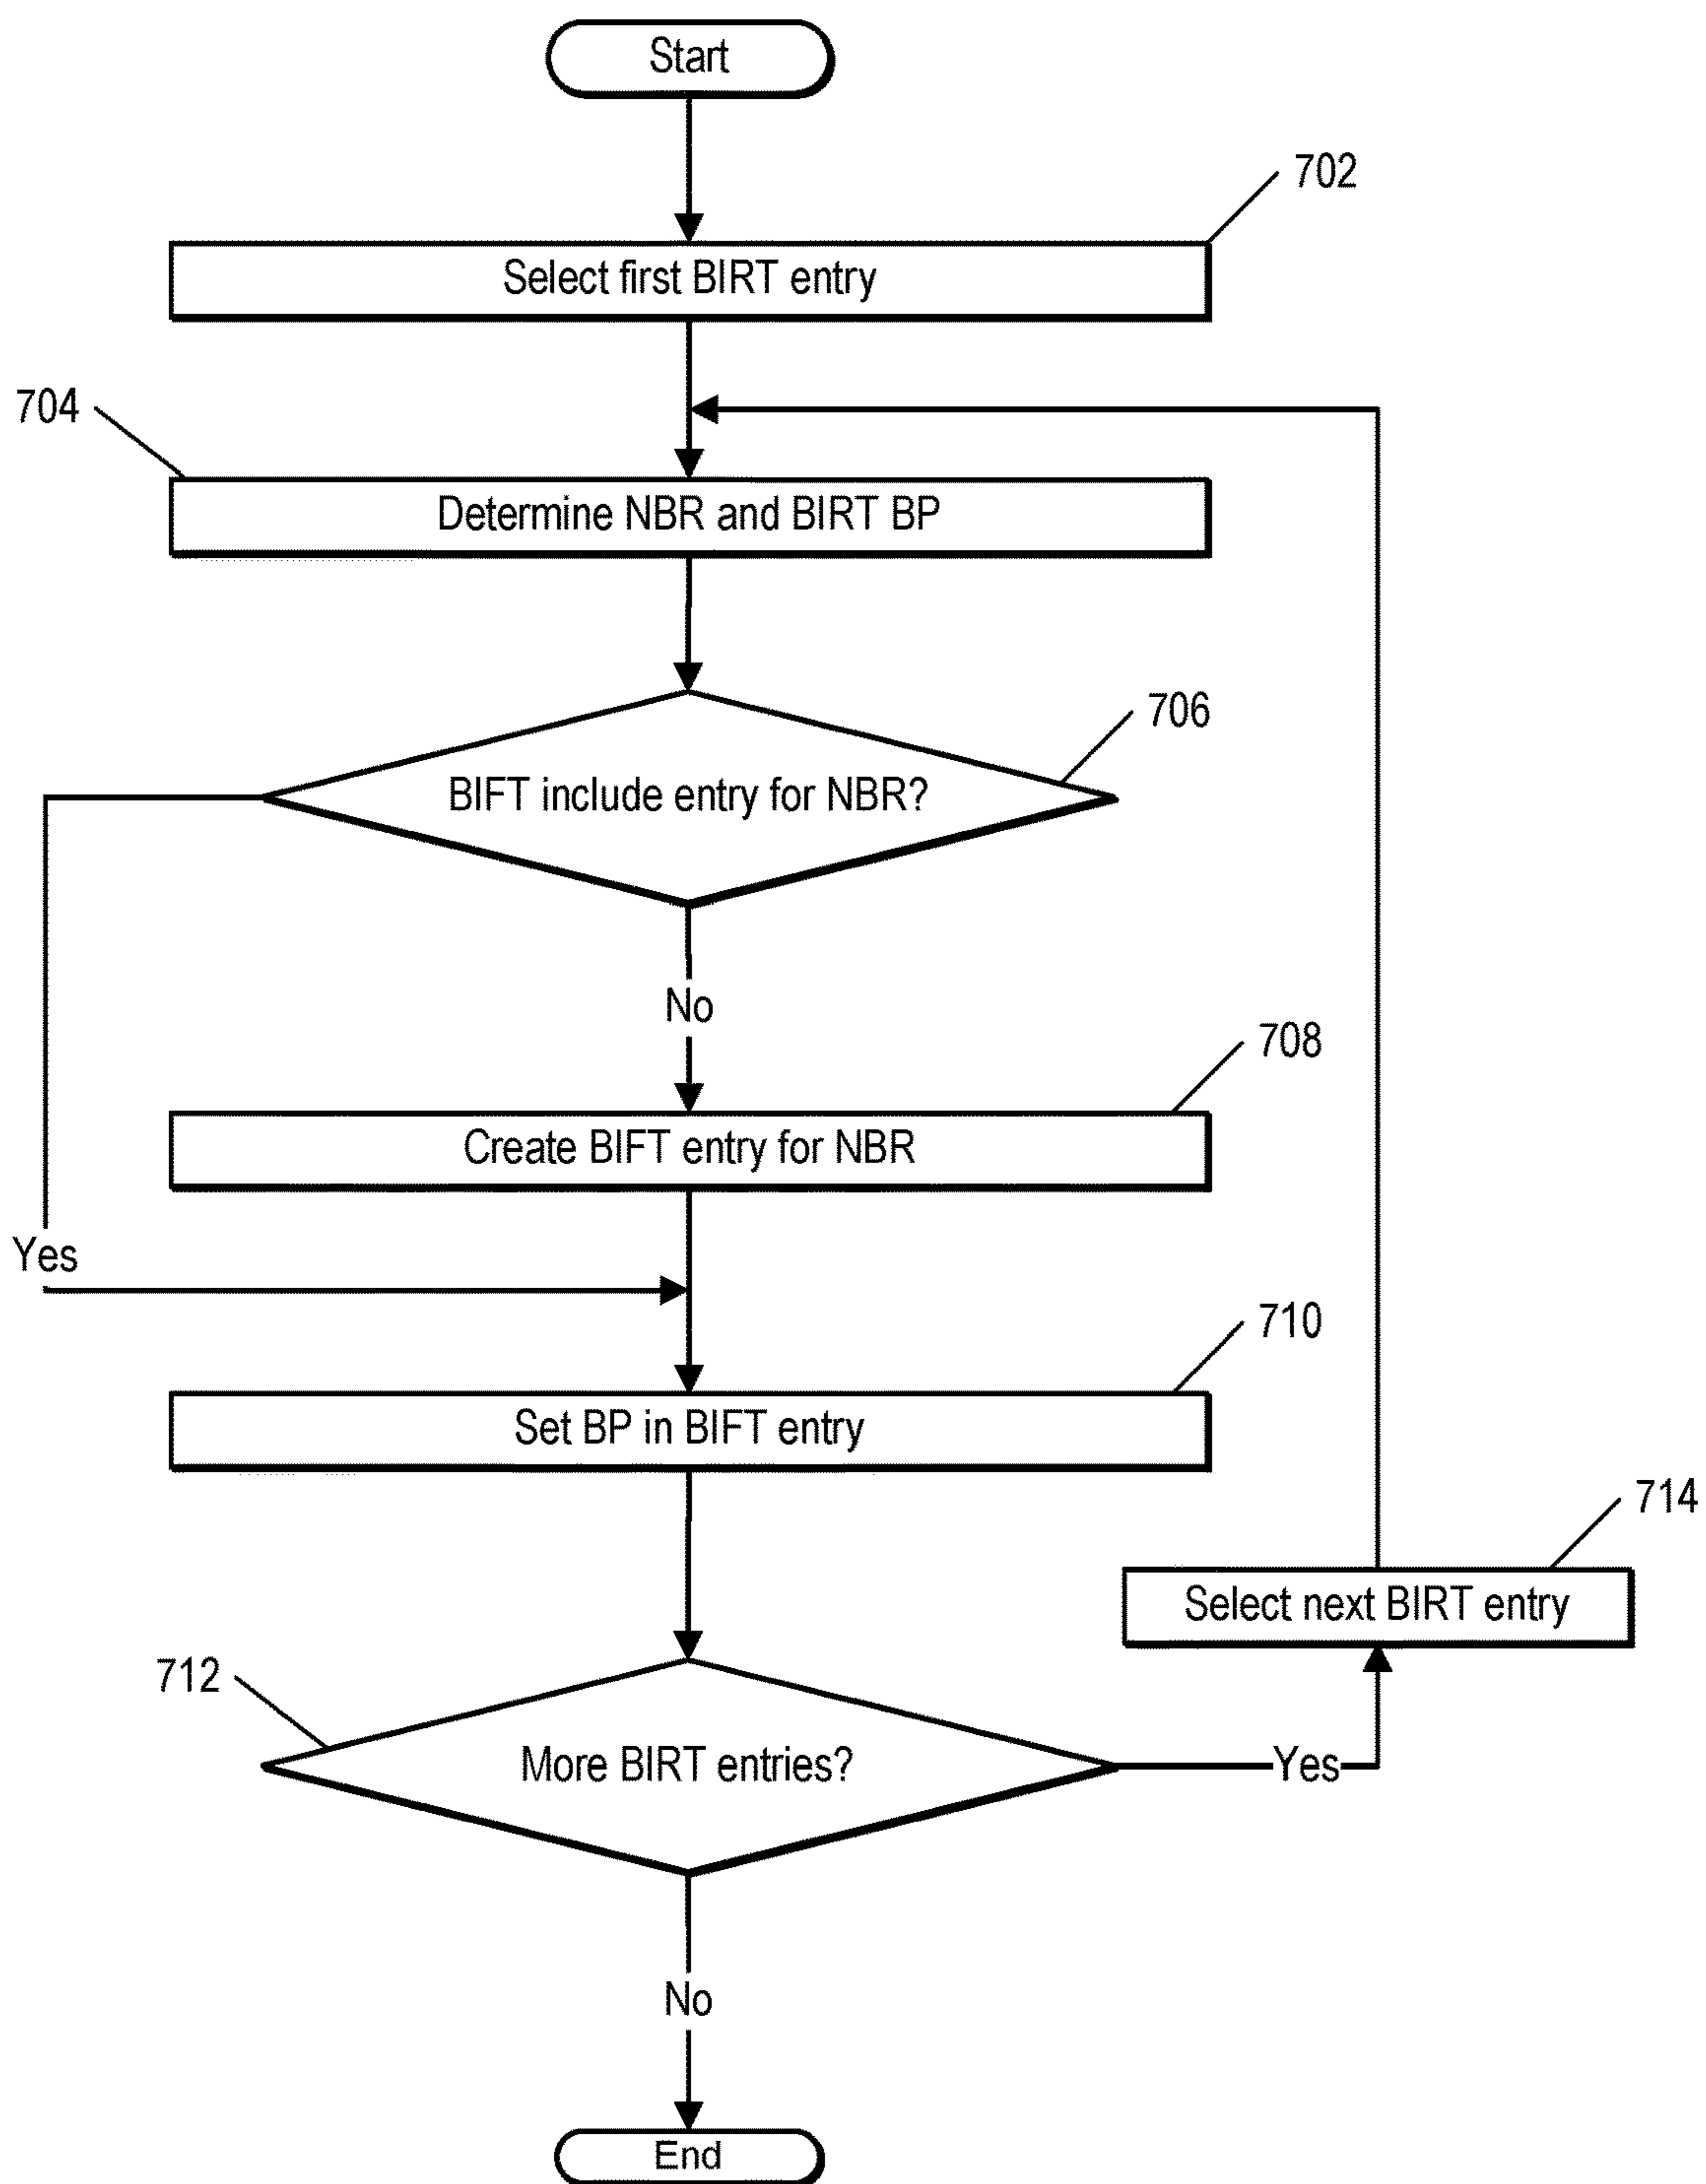 Start
702
Select first BIRT entry
704
Determine NBR and BIRT BP
706
BIFT include entry for NBR?
No
708
Create BIFT entry for NBR
Yes
710
Set BP in BIFT entry
714
Select next BIRT entry
712
More BIRT entries?
Yes
No
End